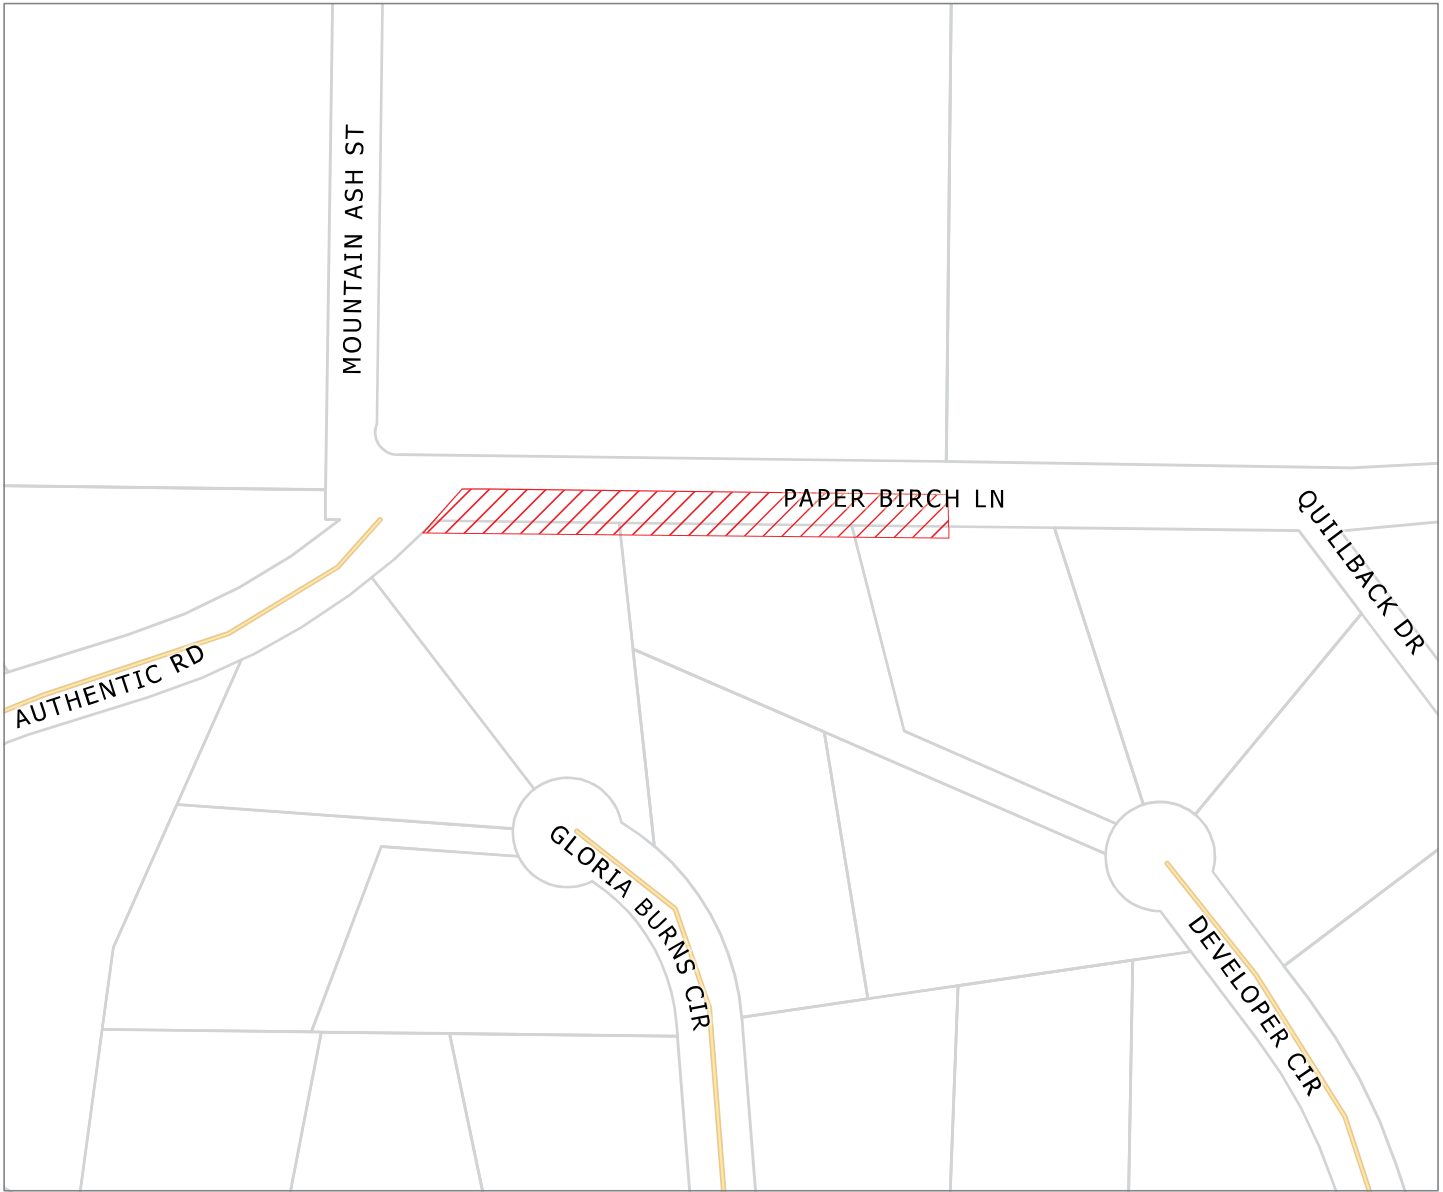 MOUNTAIN ASH ST
PAPER BIRCH LN
QUILLBACK DR
AUTHENTIC RD
GLORIA BURNS CIR
DEVELOPER CIR